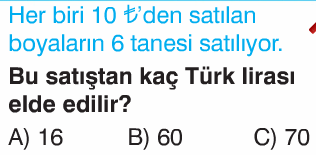 Her biri 10 ₺'den satılan
boyaların 6 tanesi satılıyor.
Bu satıştan kaç Türk lirası
elde edilir?
A) 16 B) 60 C) 70